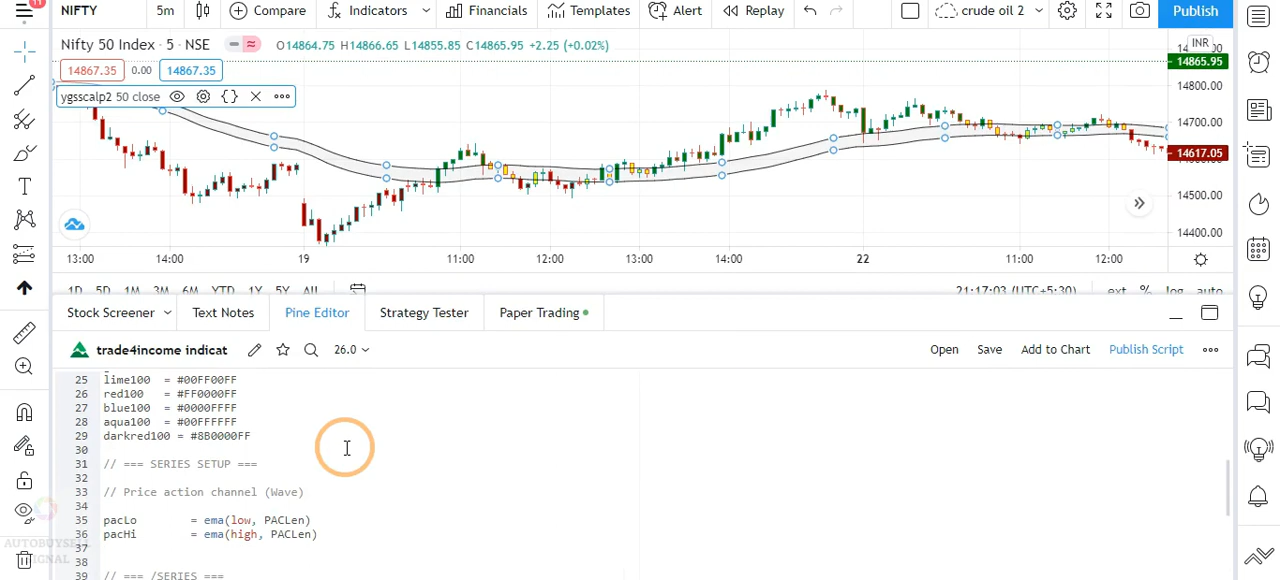 11
NIFTY 5m Compare Indicators Financials Templates Alert Replay crude oil 2 Publish
Nifty 50 Index · 5 · NSE O14864.75 H14866.65 L14855.85 C14865.95 +2.25 (+0.02%)
INR
14867.35 0.00 14867.35
14865.95
ygsscalp2 50 close
14800.00
14700.00
14617.05
14500.00
14400.00
13:00 14:00 19 11:00 12:00 13:00 14:00 22 11:00 12:00
1D 5D 1M 3M 6M YTD 1Y 5Y All 21:17:03 (UTC+5:30) ext % log auto
Stock Screener Text Notes Pine Editor Strategy Tester Paper Trading
trade4income indicat 26.0 Open Save Add to Chart Publish Script
25 lime100 = #00FF00FF
26 red100 = #FF0000FF
27 blue100 = #0000FFFF
28 aqua100 = #00FFFFFF
29 darkred100 = #8B0000FF
30
31 // === SERIES SETUP ===
32
33 // Price action channel (Wave)
34
35 pacLo = ema(low, PACLen)
36 pacHi = ema(high, PACLen)
37
38
39 // === /SERIES ===
AUTOBUYSELL
SIGNAL